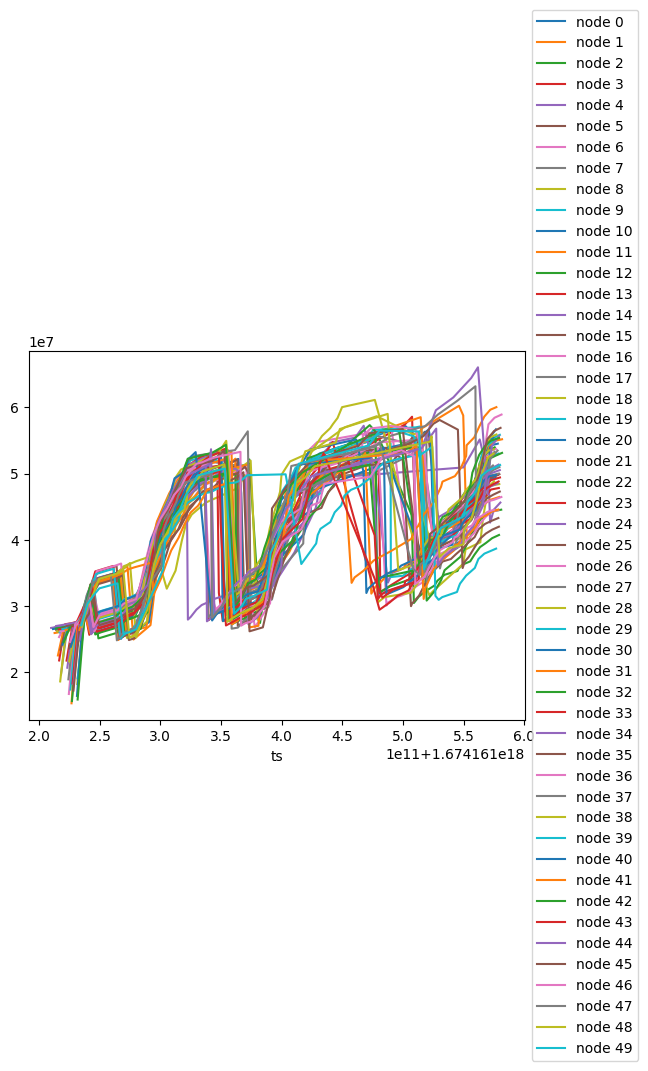 1e7
6
5
4
3
2
2.0 2.5 3.0 3.5 4.0 4.5 5.0 5.5 6.0
ts
1e11+1.674161e18
node 0
node 1
node 2
node 3
node 4
node 5
node 6
node 7
node 8
node 9
node 10
node 11
node 12
node 13
node 14
node 15
node 16
node 17
node 18
node 19
node 20
node 21
node 22
node 23
node 24
node 25
node 26
node 27
node 28
node 29
node 30
node 31
node 32
node 33
node 34
node 35
node 36
node 37
node 38
node 39
node 40
node 41
node 42
node 43
node 44
node 45
node 46
node 47
node 48
node 49